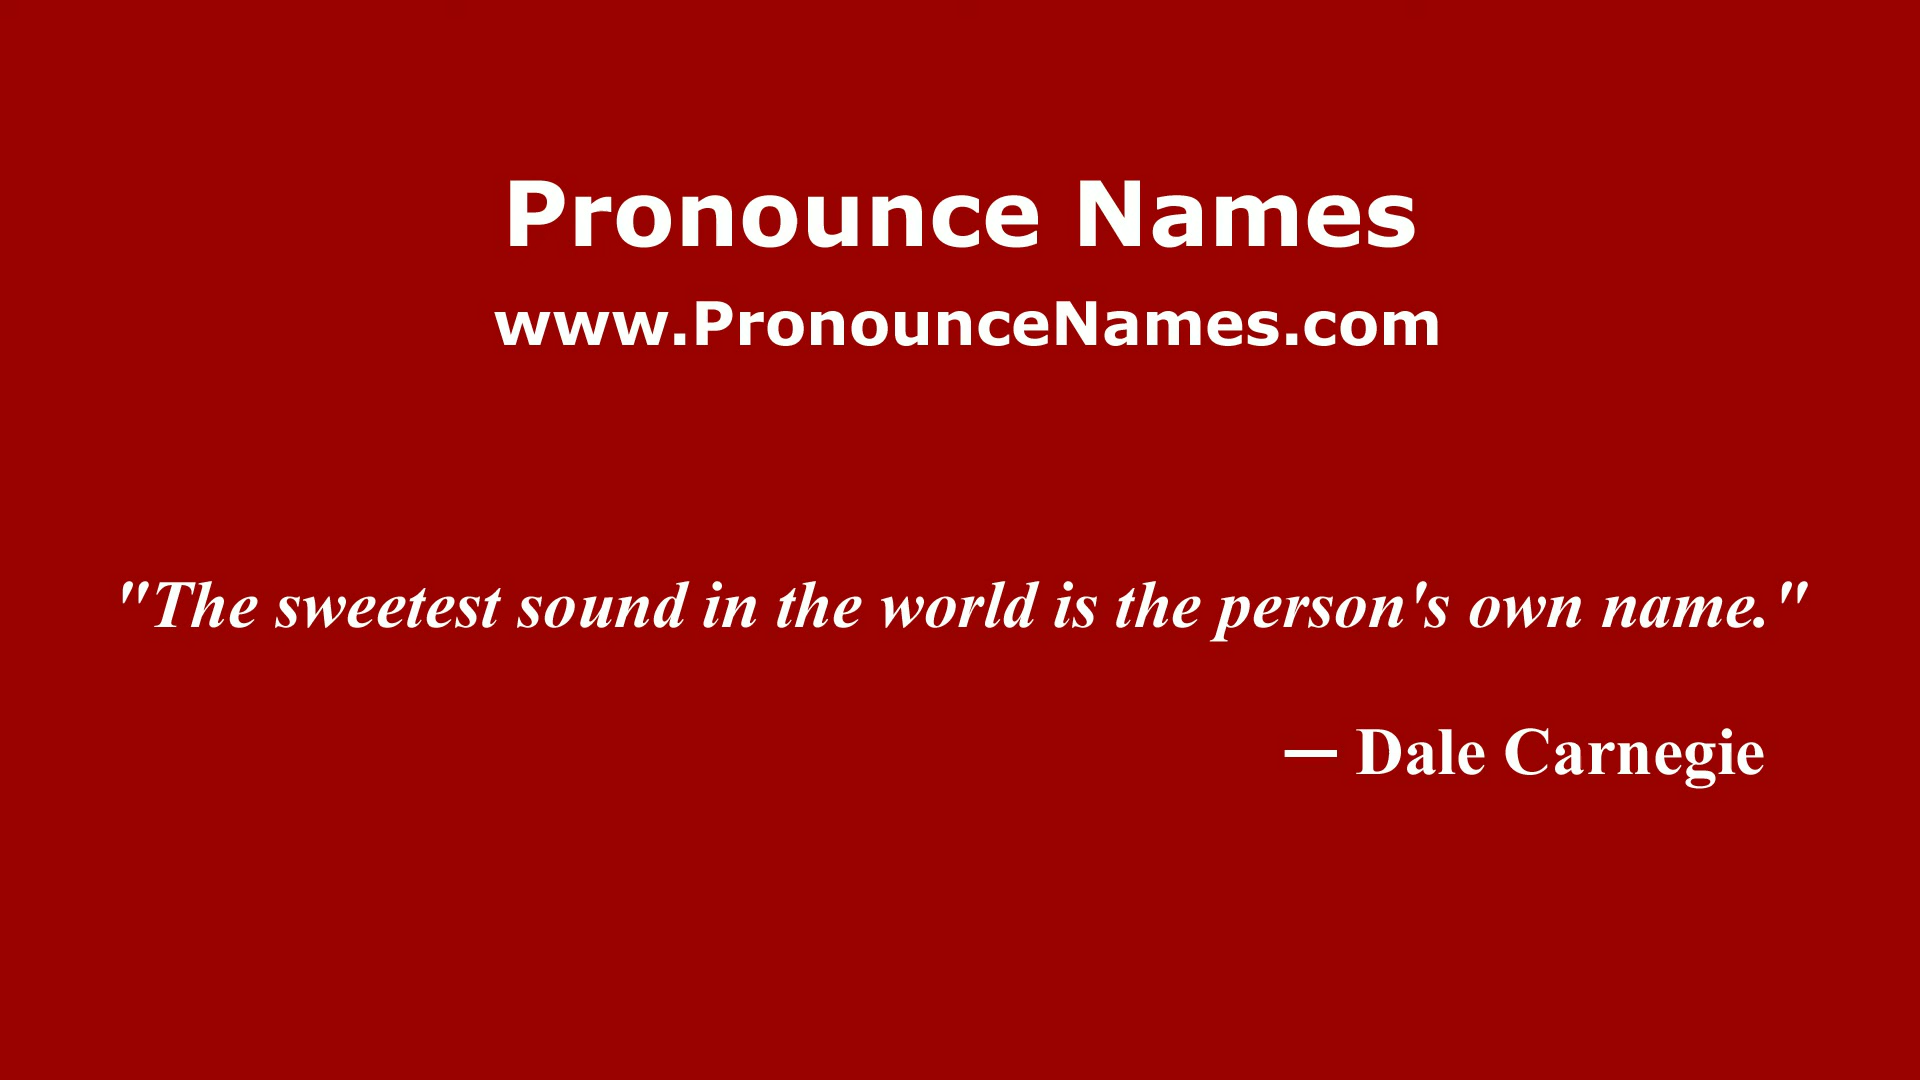 Pronounce Names
www.PronounceNames.com
"The sweetest sound in the world is the person's own name."
— Dale Carnegie